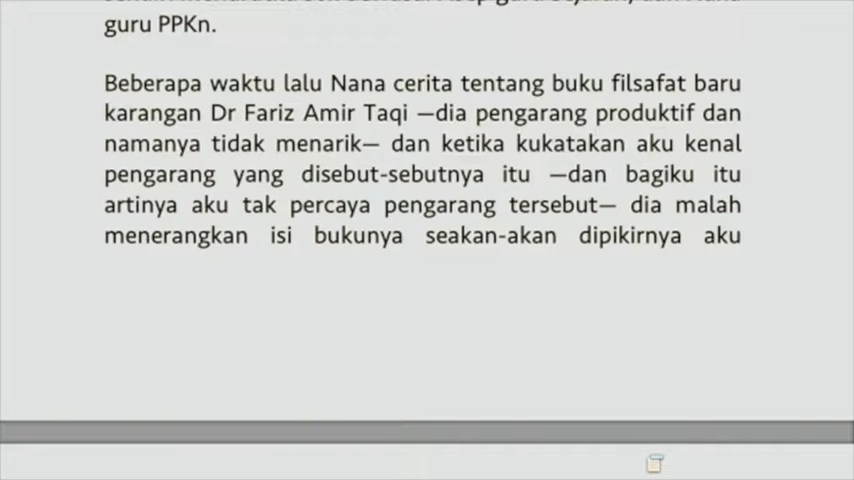 guru PPKn.
Beberapa waktu lalu Nana cerita tentang buku filsafat baru
karangan Dr Fariz Amir Taqi —dia pengarang produktif dan
namanya tidak menarik— dan ketika kukatakan aku kenal
pengarang yang disebut-sebutnya itu —dan bagiku itu
artinya aku tak percaya pengarang tersebut— dia malah
menerangkan isi bukunya seakan-akan dipikirnya aku